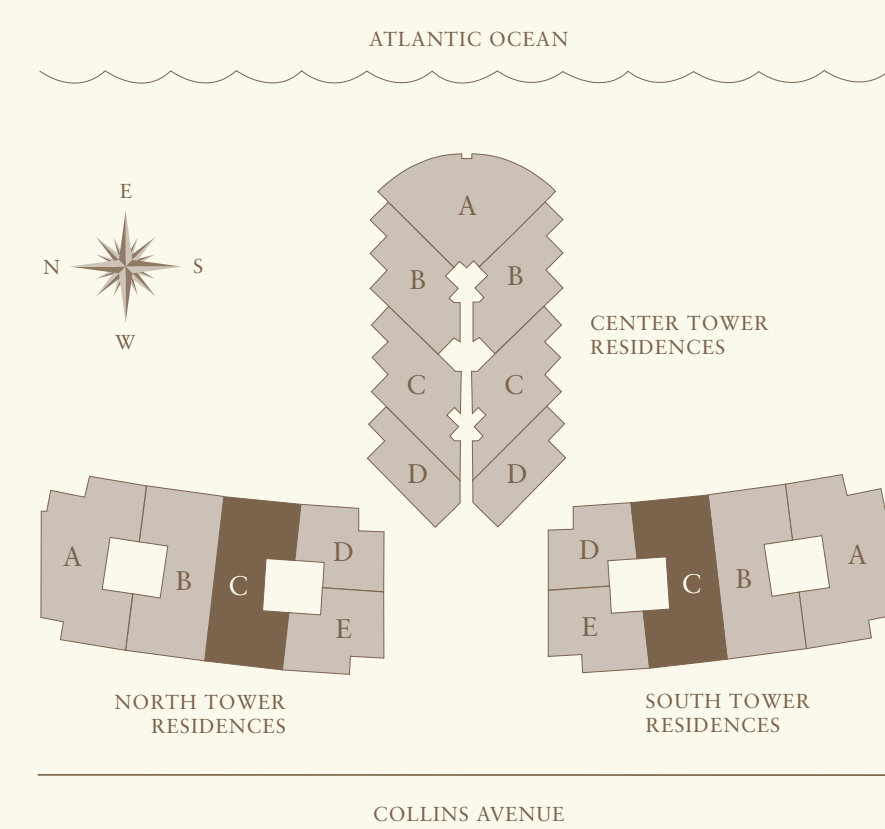 ATLANTIC OCEAN
E
N
S
W
A
B
B
CENTER TOWER
RESIDENCES
C
C
D
D
A
B
C
D
E
D
C
B
A
E
NORTH TOWER
RESIDENCES
SOUTH TOWER
RESIDENCES
COLLINS AVENUE